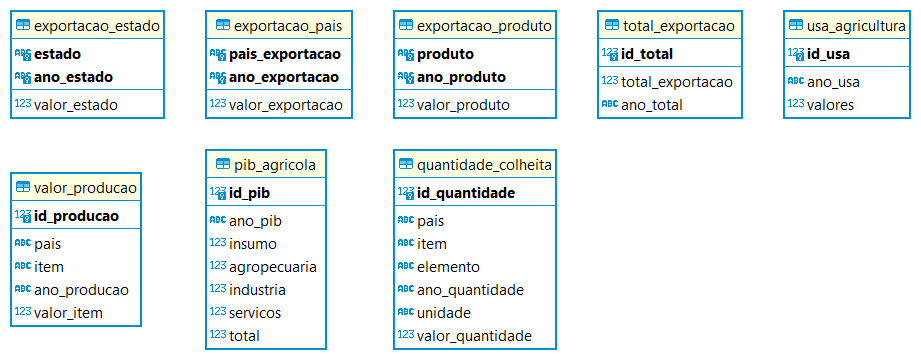 exportacao_estado
ABC estado
ABC ano_estado
123 valor_estado
exportacao_pais
ABC pais_exportacao
ABC ano_exportacao
123 valor_exportacao
exportacao_produto
ABC produto
ABC ano_produto
123 valor_produto
total_exportacao
123 id_total
123 total_exportacao
ABC ano_total
usa_agricultura
123 id_usa
ABC ano_usa
123 valores
valor_producao
123 id_producao
ABC pais
ABC item
ABC ano_producao
123 valor_item
pib_agricola
123 id_pib
ABC ano_pib
123 insumo
123 agropecuaria
123 industria
123 servicos
123 total
quantidade_colheita
123 id_quantidade
ABC pais
ABC item
ABC elemento
ABC ano_quantidade
ABC unidade
123 valor_quantidade